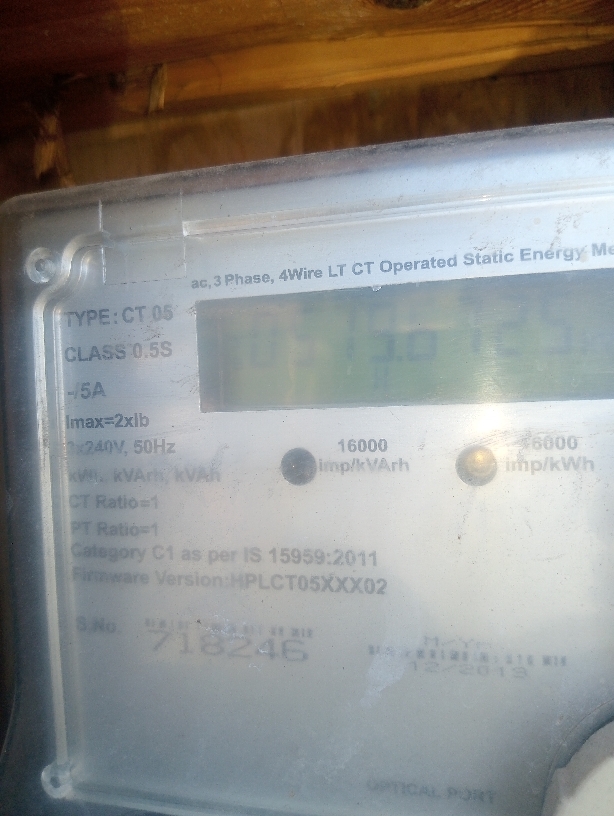 ac, 3 Phase, 4Wire LT CT Operated Static Energy
TYPE: CT 05
CLASS 0.5S
-/5A
Imax=2xIb
240V, 50Hz
16000
imp/kVArh
imp/kWh
kWh, kVArh, kVAh
CT Ratio=1
PT Ratio=1
Category C1 as per IS 15959:2011
Firmware Version:HPLCT05XXX02
S.No.
718246
M/Yr
12/2019
OPTICAL PORT